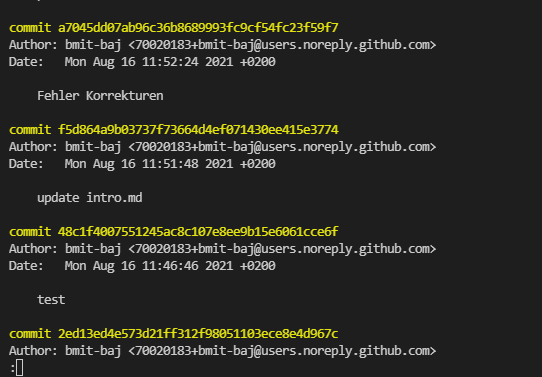 commit a7045dd07ab96c36b8689993fc9cf54fc23f59f7
Author: bmit-baj <70020183+bmit-baj@users.noreply.github.com>
Date:   Mon Aug 16 11:52:24 2021 +0200
Fehler Korrekturen
commit f5d864a9b03737f73664d4ef071430ee415e3774
Author: bmit-baj <70020183+bmit-baj@users.noreply.github.com>
Date:   Mon Aug 16 11:51:48 2021 +0200
update intro.md
commit 48c1f4007551245ac8c107e8ee9b15e6061cce6f
Author: bmit-baj <70020183+bmit-baj@users.noreply.github.com>
Date:   Mon Aug 16 11:46:46 2021 +0200
test
commit 2ed13ed4e573d21ff312f98051103ece8e4d967c
Author: bmit-baj <70020183+bmit-baj@users.noreply.github.com>
: